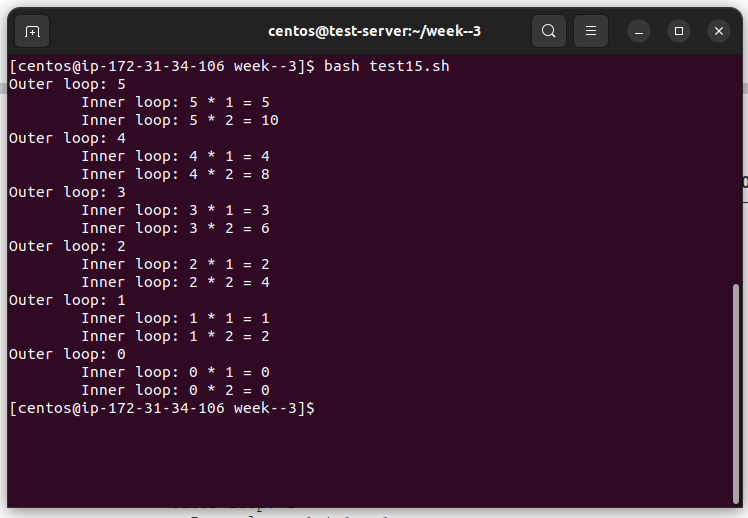 centos@test-server:~/week--3
[centos@ip-172-31-34-106 week--3]$ bash test15.sh
Outer loop: 5
Inner loop: 5 * 1 = 5
Inner loop: 5 * 2 = 10
Outer loop: 4
Inner loop: 4 * 1 = 4
Inner loop: 4 * 2 = 8
Outer loop: 3
Inner loop: 3 * 1 = 3
Inner loop: 3 * 2 = 6
Outer loop: 2
Inner loop: 2 * 1 = 2
Inner loop: 2 * 2 = 4
Outer loop: 1
Inner loop: 1 * 1 = 1
Inner loop: 1 * 2 = 2
Outer loop: 0
Inner loop: 0 * 1 = 0
Inner loop: 0 * 2 = 0
[centos@ip-172-31-34-106 week--3]$